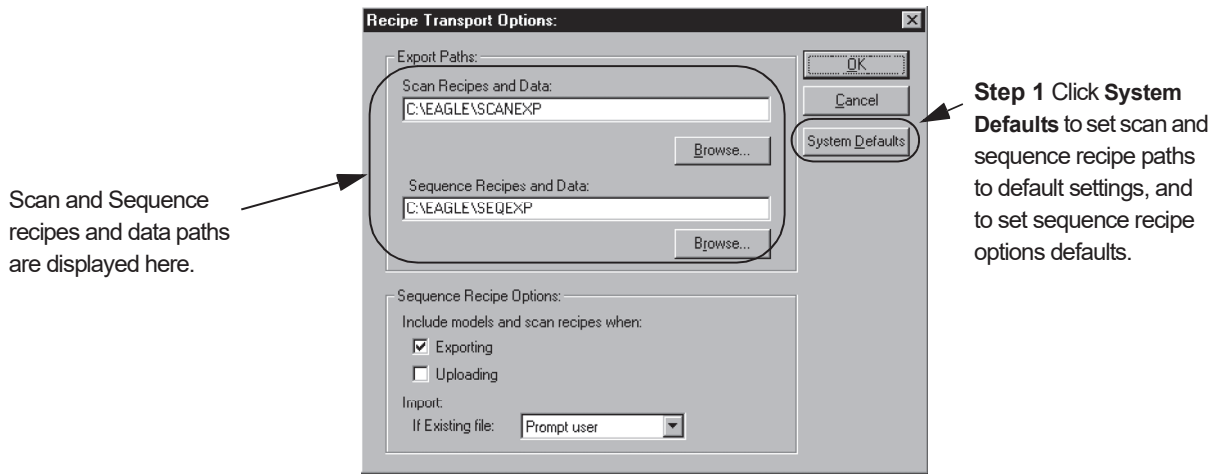 Recipe Transport Options:
Export Paths:
Scan Recipes and Data:
C:\EAGLE\SCANEXP
Browse...
Sequence Recipes and Data:
C:\EAGLE\SEQEXP
Browse...
OK
Cancel
System Defaults
Sequence Recipe Options:
Include models and scan recipes when:
Exporting
Uploading
Import:
If Existing file: Prompt user
Scan and Sequence
recipes and data paths
are displayed here.
Step 1 Click System
Defaults to set scan and
sequence recipe paths
to default settings, and
to set sequence recipe
options defaults.